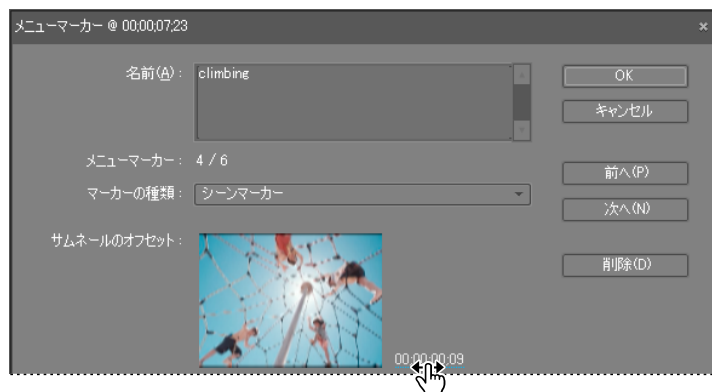 メニューマーカー @ 00;00;07;23
名前(A): climbing
OK
キャンセル
メニューマーカー: 4 / 6
前へ(P)
マーカーの種類: シーンマーカー
次へ(N)
サムネールのオフセット:
削除(D)
00;00;00;09